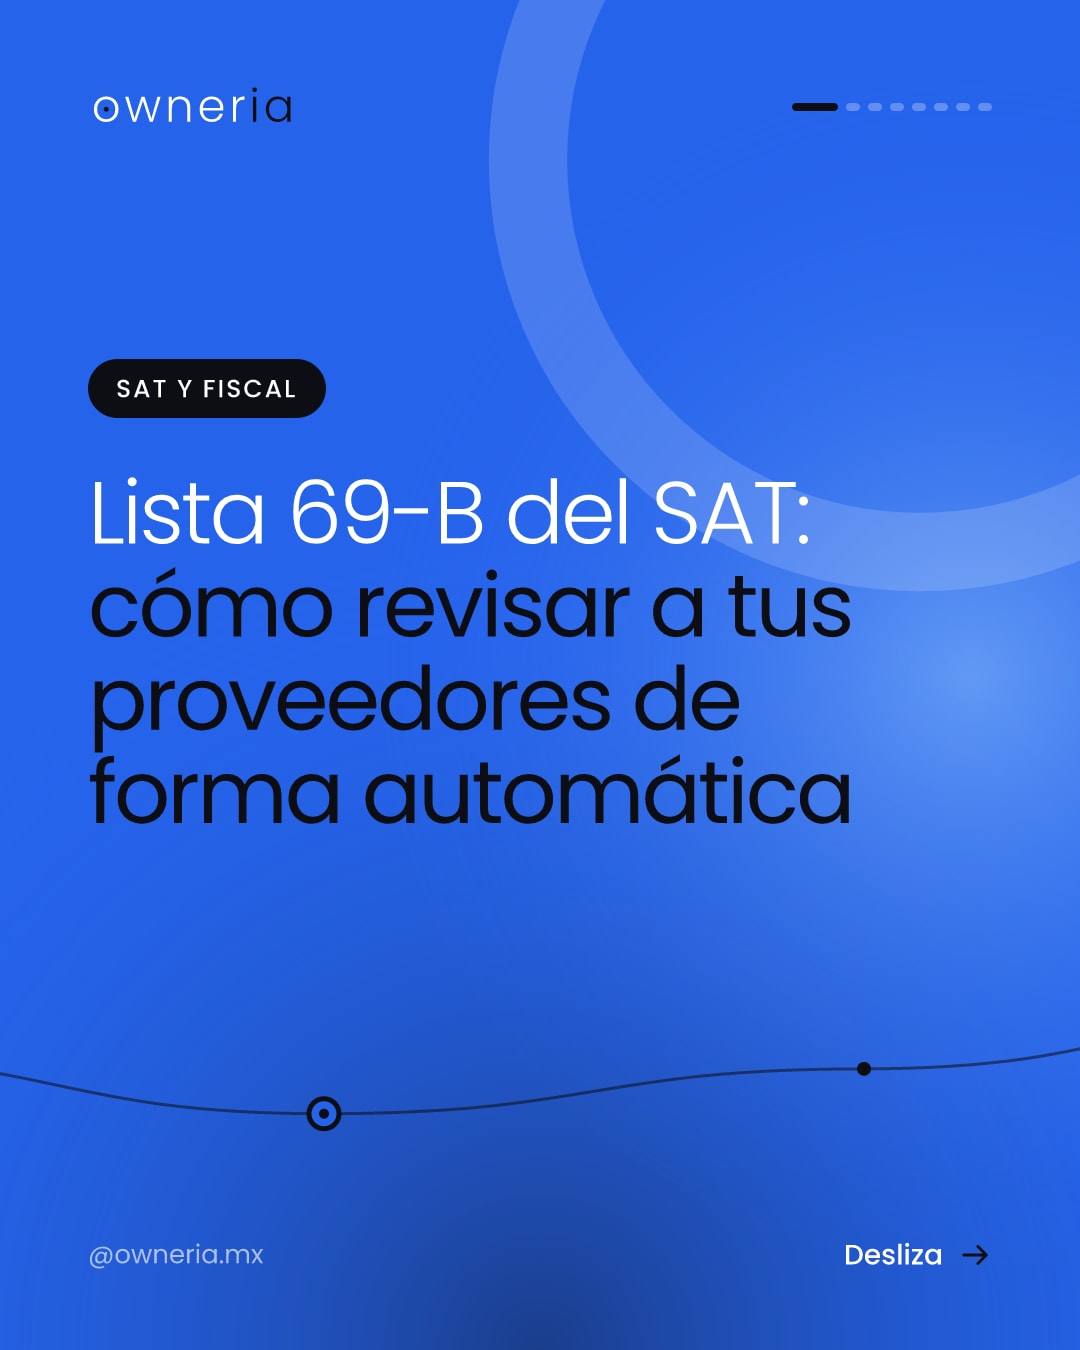 owneria
SAT Y FISCAL
Lista 69-B del SAT:
cómo revisar a tus
proveedores de
forma automática
@owneria.mx
Desliza →